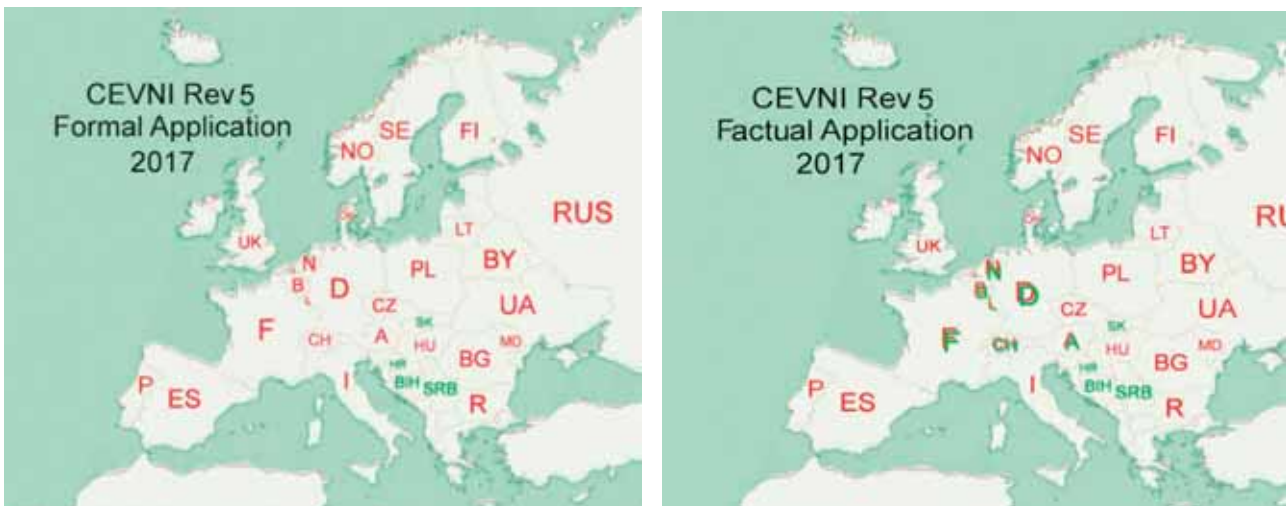 CEVNI Rev 5
Formal Application
2017
SE
FI
NO
RUS
LT
UK
BY
N
PL
B
D
L
CZ
UA
F
SK
CH
A
HU
MD
BG
HR
I
BIH
SRB
P
ES
R
CEVNI Rev 5
Factual Application
2017
SE
FI
NO
RU
LT
UK
BY
N
PL
B
D
L
CZ
UA
F
SK
CH
A
HU
MD
BG
HR
I
BIH
SRB
P
ES
R